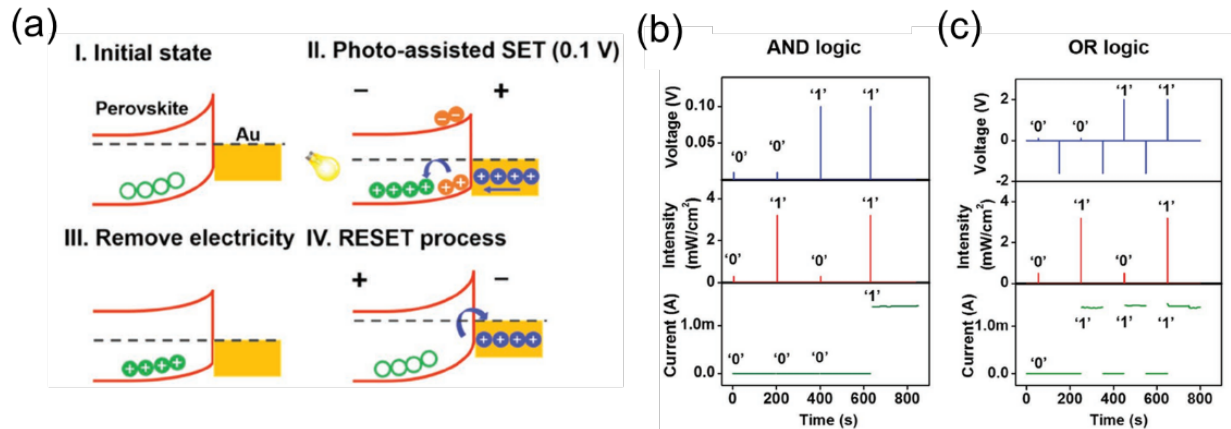 (a)
I. Initial state
II. Photo-assisted SET (0.1 V)
Perovskite
Au
− +
III. Remove electricity
IV. RESET process
+ −
(b)
AND logic
Voltage (V)
0.10
0.05
'0' '0' '1' '1'
Intensity (mW/cm²)
4
2
0
'0' '1' '0' '1'
Current (A)
1.0m
0.0
'0' '0' '0' '1'
0 200 400 600 800
Time (s)
(c)
OR logic
Voltage (V)
2
0
-2
'0' '0' '1' '1'
Intensity (mW/cm²)
4
2
0
'0' '1' '0' '1'
Current (A)
1.0m
0.0
'0' '1' '1' '1'
0 200 400 600 800
Time (s)